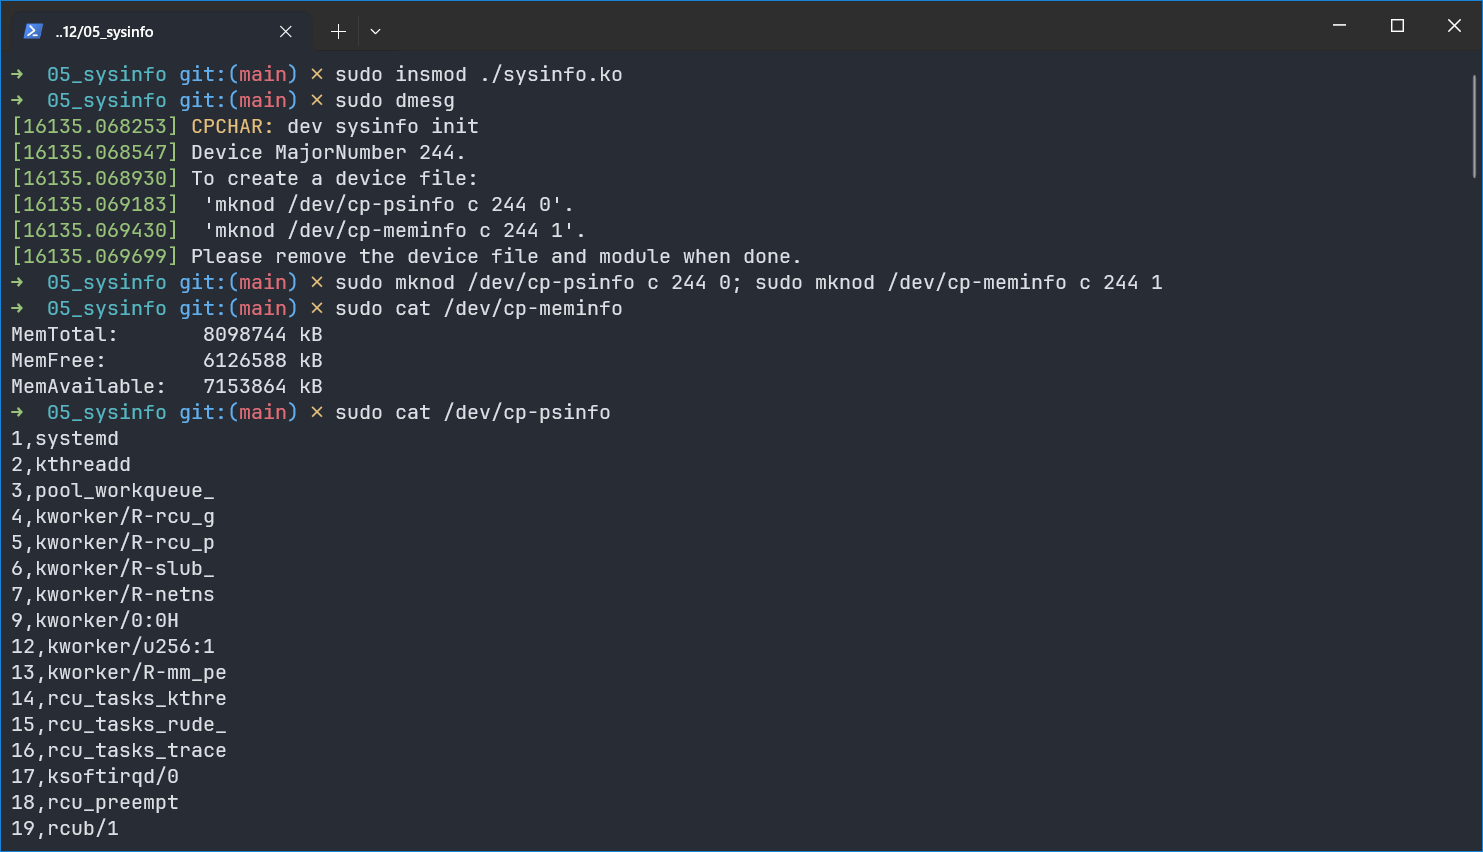 ..12/05_sysinfo
➜  05_sysinfo git:(main) ✗ sudo insmod ./sysinfo.ko
➜  05_sysinfo git:(main) ✗ sudo dmesg
[16135.068253] CPCHAR: dev sysinfo init
[16135.068547] Device MajorNumber 244.
[16135.068930] To create a device file:
[16135.069183]  'mknod /dev/cp-psinfo c 244 0'.
[16135.069430]  'mknod /dev/cp-meminfo c 244 1'.
[16135.069699] Please remove the device file and module when done.
➜  05_sysinfo git:(main) ✗ sudo mknod /dev/cp-psinfo c 244 0; sudo mknod /dev/cp-meminfo c 244 1
➜  05_sysinfo git:(main) ✗ sudo cat /dev/cp-meminfo
MemTotal:       8098744 kB
MemFree:        6126588 kB
MemAvailable:   7153864 kB
➜  05_sysinfo git:(main) ✗ sudo cat /dev/cp-psinfo
1,systemd
2,kthreadd
3,pool_workqueue_
4,kworker/R-rcu_g
5,kworker/R-rcu_p
6,kworker/R-slub_
7,kworker/R-netns
9,kworker/0:0H
12,kworker/u256:1
13,kworker/R-mm_pe
14,rcu_tasks_kthre
15,rcu_tasks_rude_
16,rcu_tasks_trace
17,ksoftirqd/0
18,rcu_preempt
19,rcub/1